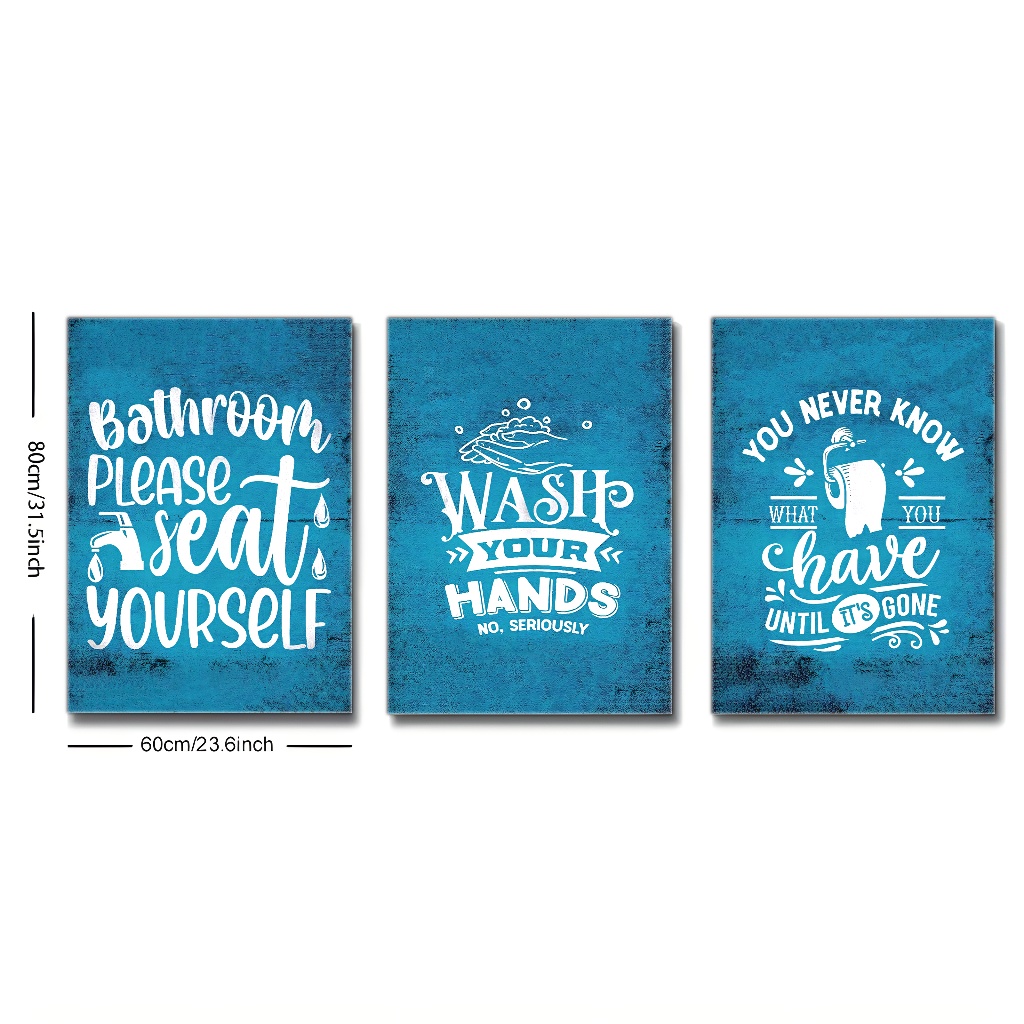 80cm/31.5inch
Bathroom
PLEASE
seat
YOURSELF
60cm/23.6inch
WASH
YOUR
HANDS
NO, SERIOUSLY
YOU NEVER KNOW
WHAT YOU
have
UNTIL IT'S GONE